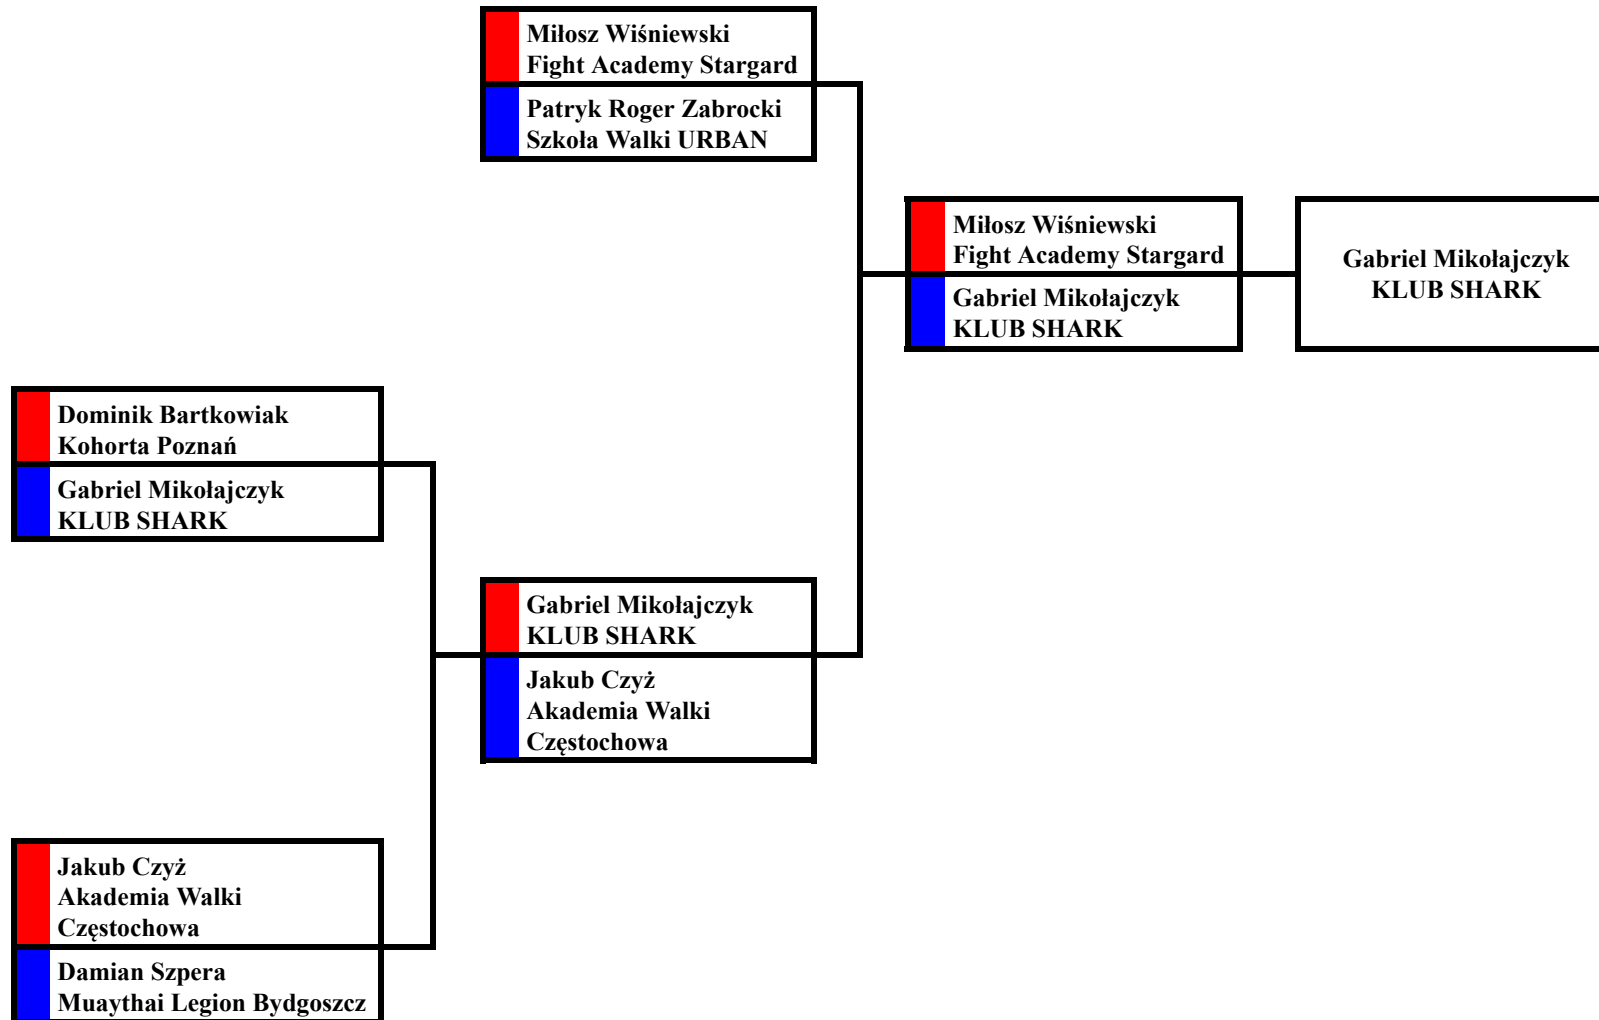 Miłosz Wiśniewski
Fight Academy Stargard
Patryk Roger Zabrocki
Szkoła Walki URBAN
Miłosz Wiśniewski
Fight Academy Stargard
Gabriel Mikołajczyk
KLUB SHARK
Gabriel Mikołajczyk
KLUB SHARK
Dominik Bartkowiak
Kohorta Poznań
Gabriel Mikołajczyk
KLUB SHARK
Gabriel Mikołajczyk
KLUB SHARK
Jakub Czyż
Akademia Walki
Częstochowa
Jakub Czyż
Akademia Walki
Częstochowa
Damian Szpera
Muaythai Legion Bydgoszcz